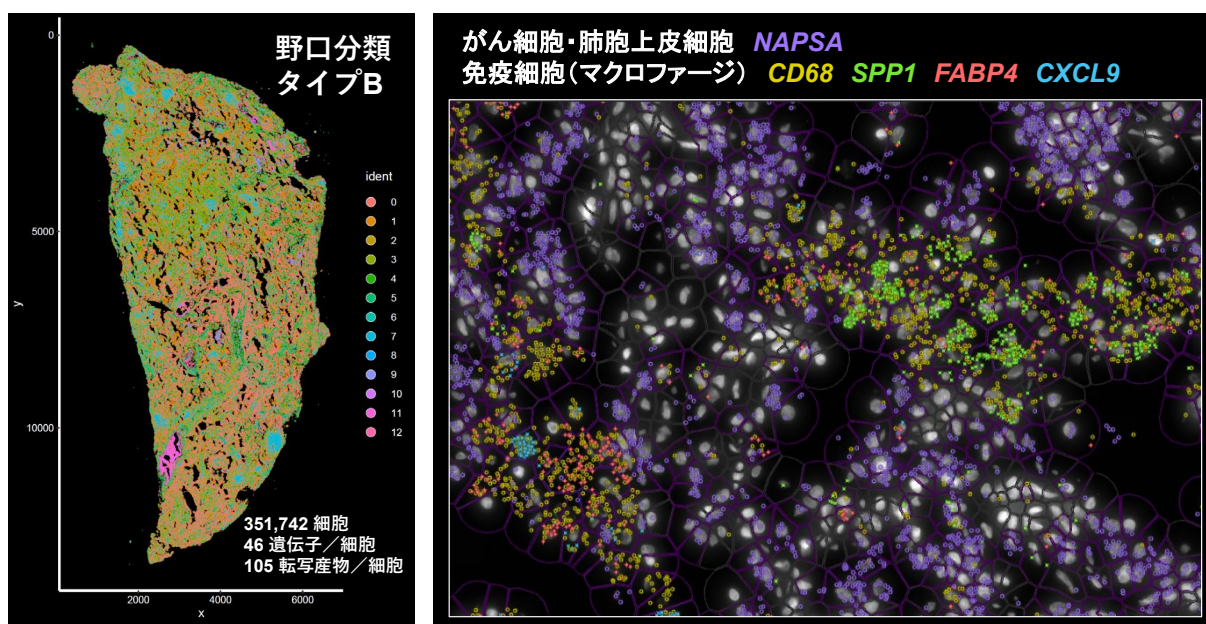 野口分類
タイプB
0
5000
10000
y
2000
4000
6000
x
ident
0
1
2
3
4
5
6
7
8
9
10
11
12
351,742 細胞
46 遺伝子／細胞
105 転写産物／細胞
がん細胞・肺胞上皮細胞 NAPSA
免疫細胞（マクロファージ） CD68 SPP1 FABP4 CXCL9